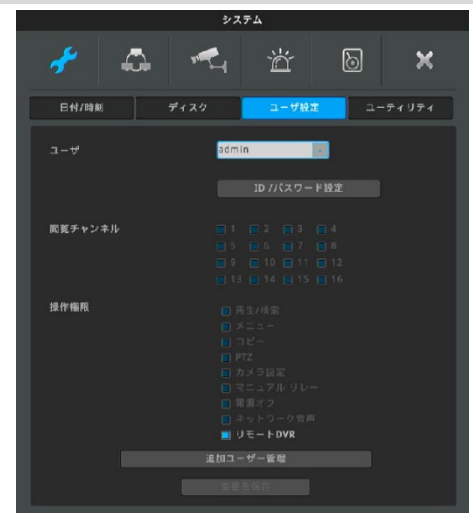 システム
日付/時刻 ディスク ユーザ設定 ユーティリティ
ユーザ admin
ID /パスワード設定
閲覧チャンネル 1 2 3 4
5 6 7 8
9 10 11 12
13 14 15 16
操作権限 再生/検索
メニュー
コピー
PTZ
カメラ設定
マニュアル リレー
電源オフ
ネットワーク音声
リモートDVR
追加ユーザー管理
変更を保存